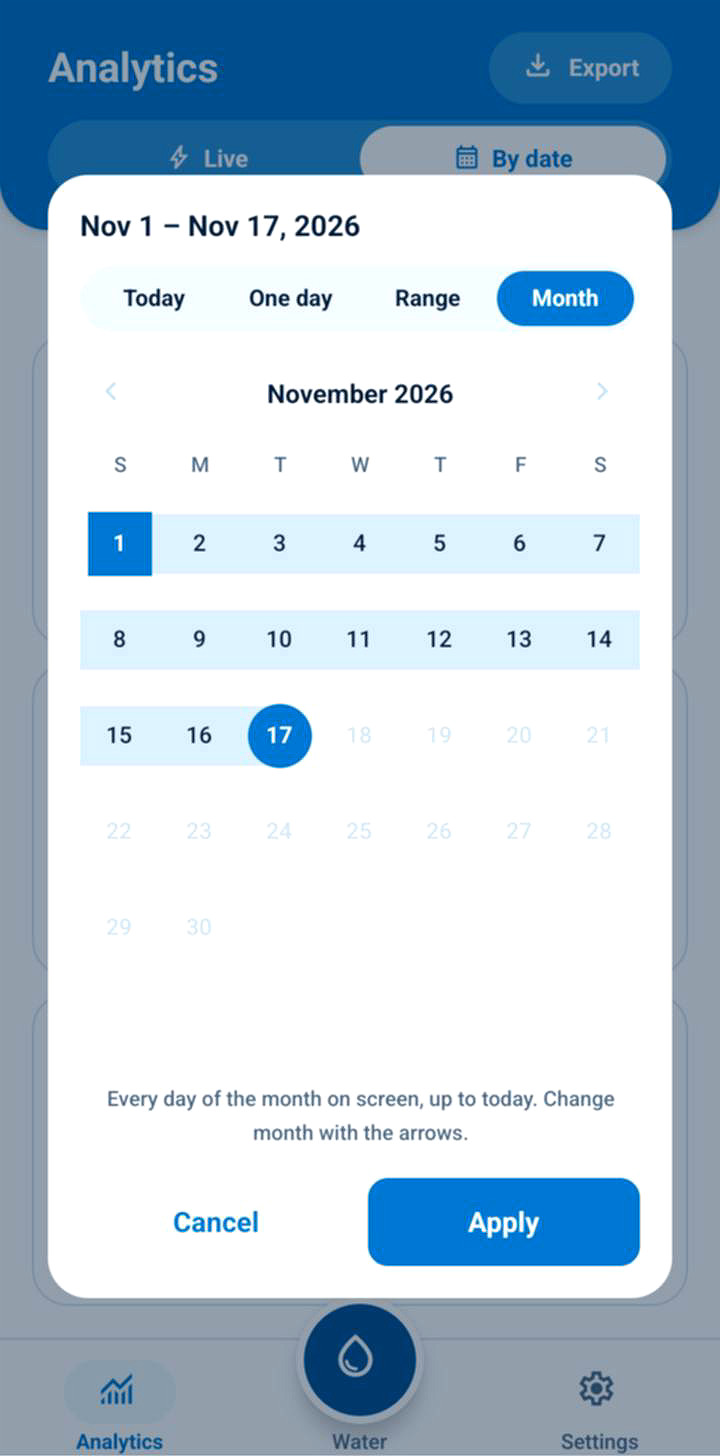 Analytics
Export
Live
By date
Nov 1 – Nov 17, 2026
Today One day Range Month
November 2026
S M T W T F S
1 2 3 4 5 6 7
8 9 10 11 12 13 14
15 16 17 18 19 20 21
22 23 24 25 26 27 28
29 30
Every day of the month on screen, up to today. Change
month with the arrows.
Cancel Apply
Analytics Water Settings